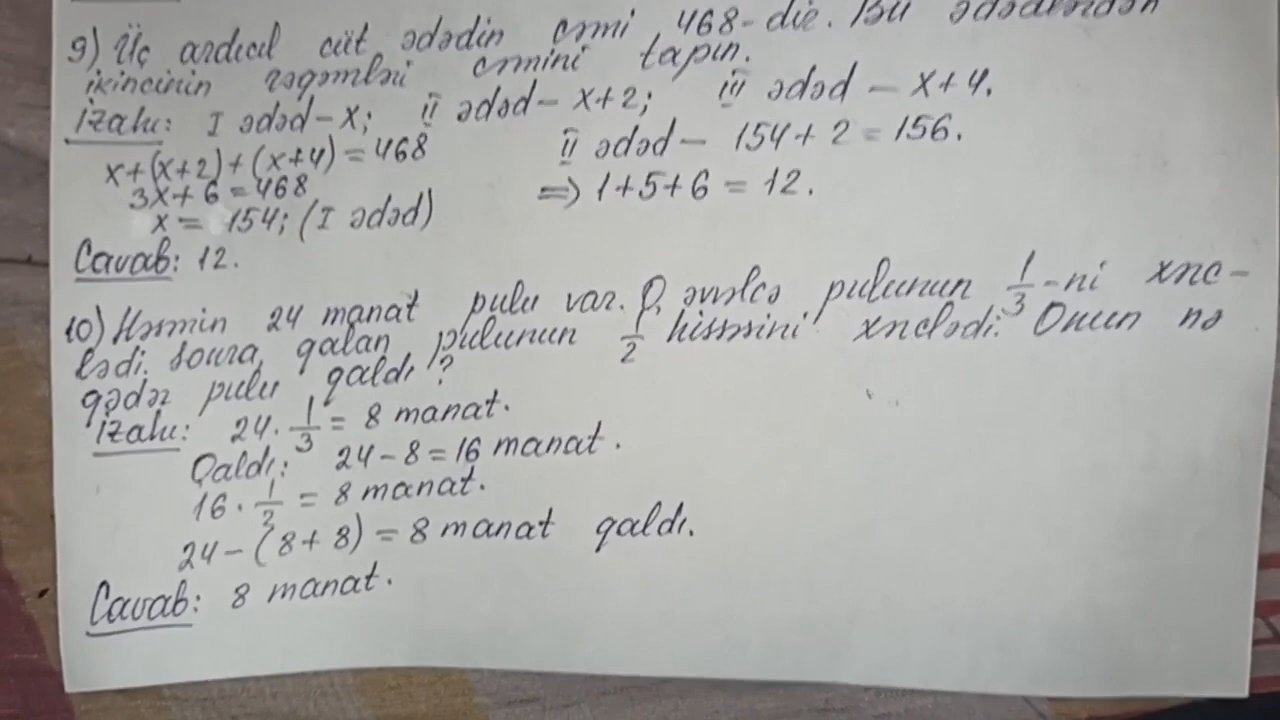 9) Üç ardıcıl cüt ədədin cəmi 468-dir. Bu ədədlərdən
ikincinin rəqəmləri cəmini tapın.
İzahı: I ədəd – x; II ədəd – x+2; III ədəd – x+4.
x+(x+2)+(x+4)=468
3x+6=468
x= 154; (I ədəd)
II ədəd – 154+2=156.
=> 1+5+6=12.
Cavab: 12.
10) Həsənin 24 manat pulu var. O, əvvəlcə pulunun 1/3-ni xərc-
lədi. Sonra, qalan pulunun 1/2 hissəsini xərclədi. Onun nə
qədər pulu qaldı?
İzahı: 24 · 1/3 = 8 manat.
Qaldı: 24–8=16 manat.
16 · 1/2 = 8 manat.
24–(8+8)=8 manat qaldı.
Cavab: 8 manat.